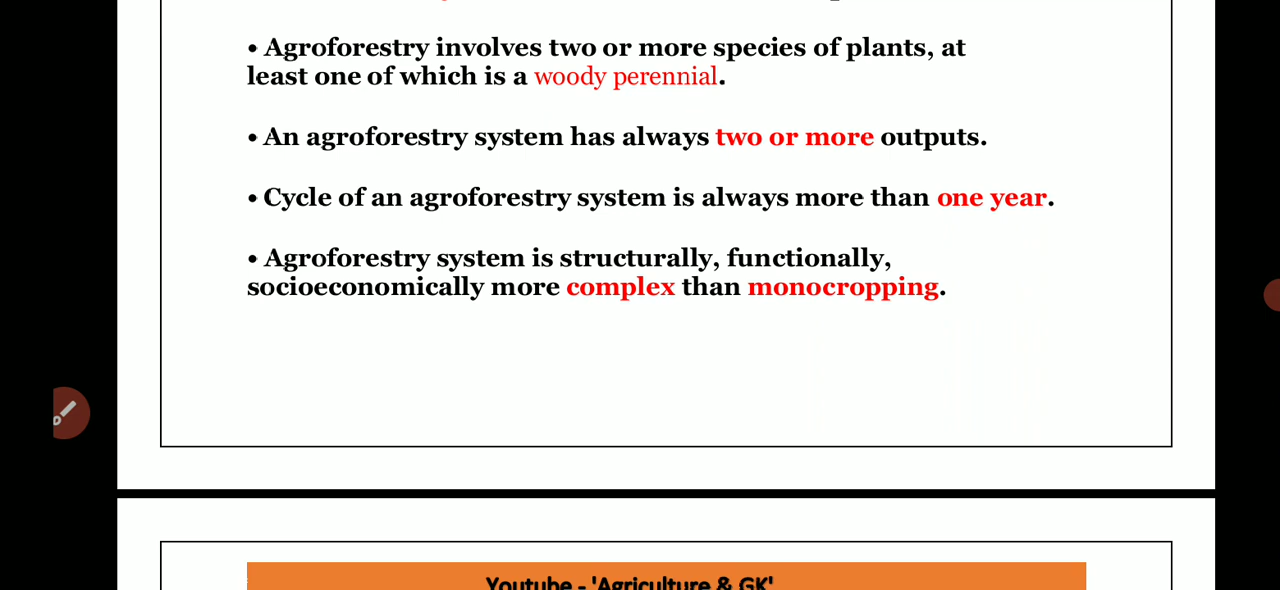 • Agroforestry involves two or more species of plants, at
least one of which is a woody perennial.
• An agroforestry system has always two or more outputs.
• Cycle of an agroforestry system is always more than one year.
• Agroforestry system is structurally, functionally,
socioeconomically more complex than monocropping.
Youtube - 'Agriculture & GK'